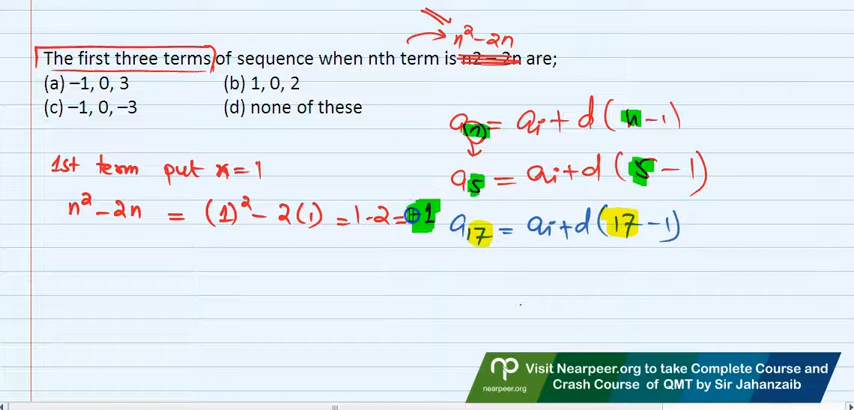 n² – 2n
The first three terms of sequence when nth term is n2 – 2n are;
(a) –1, 0, 3 (b) 1, 0, 2
(c) –1, 0, –3 (d) none of these
aₙ = a₁ + d(n – 1)
1st term put n = 1
a₅ = a₁ + d(5 – 1)
n² – 2n = (1)² – 2(1) = 1 - 2 = –1
a₁₇ = a₁ + d(17 – 1)
Visit Nearpeer.org to take Complete Course and
Crash Course of QMT by Sir Jahanzaib
nearpeer.org